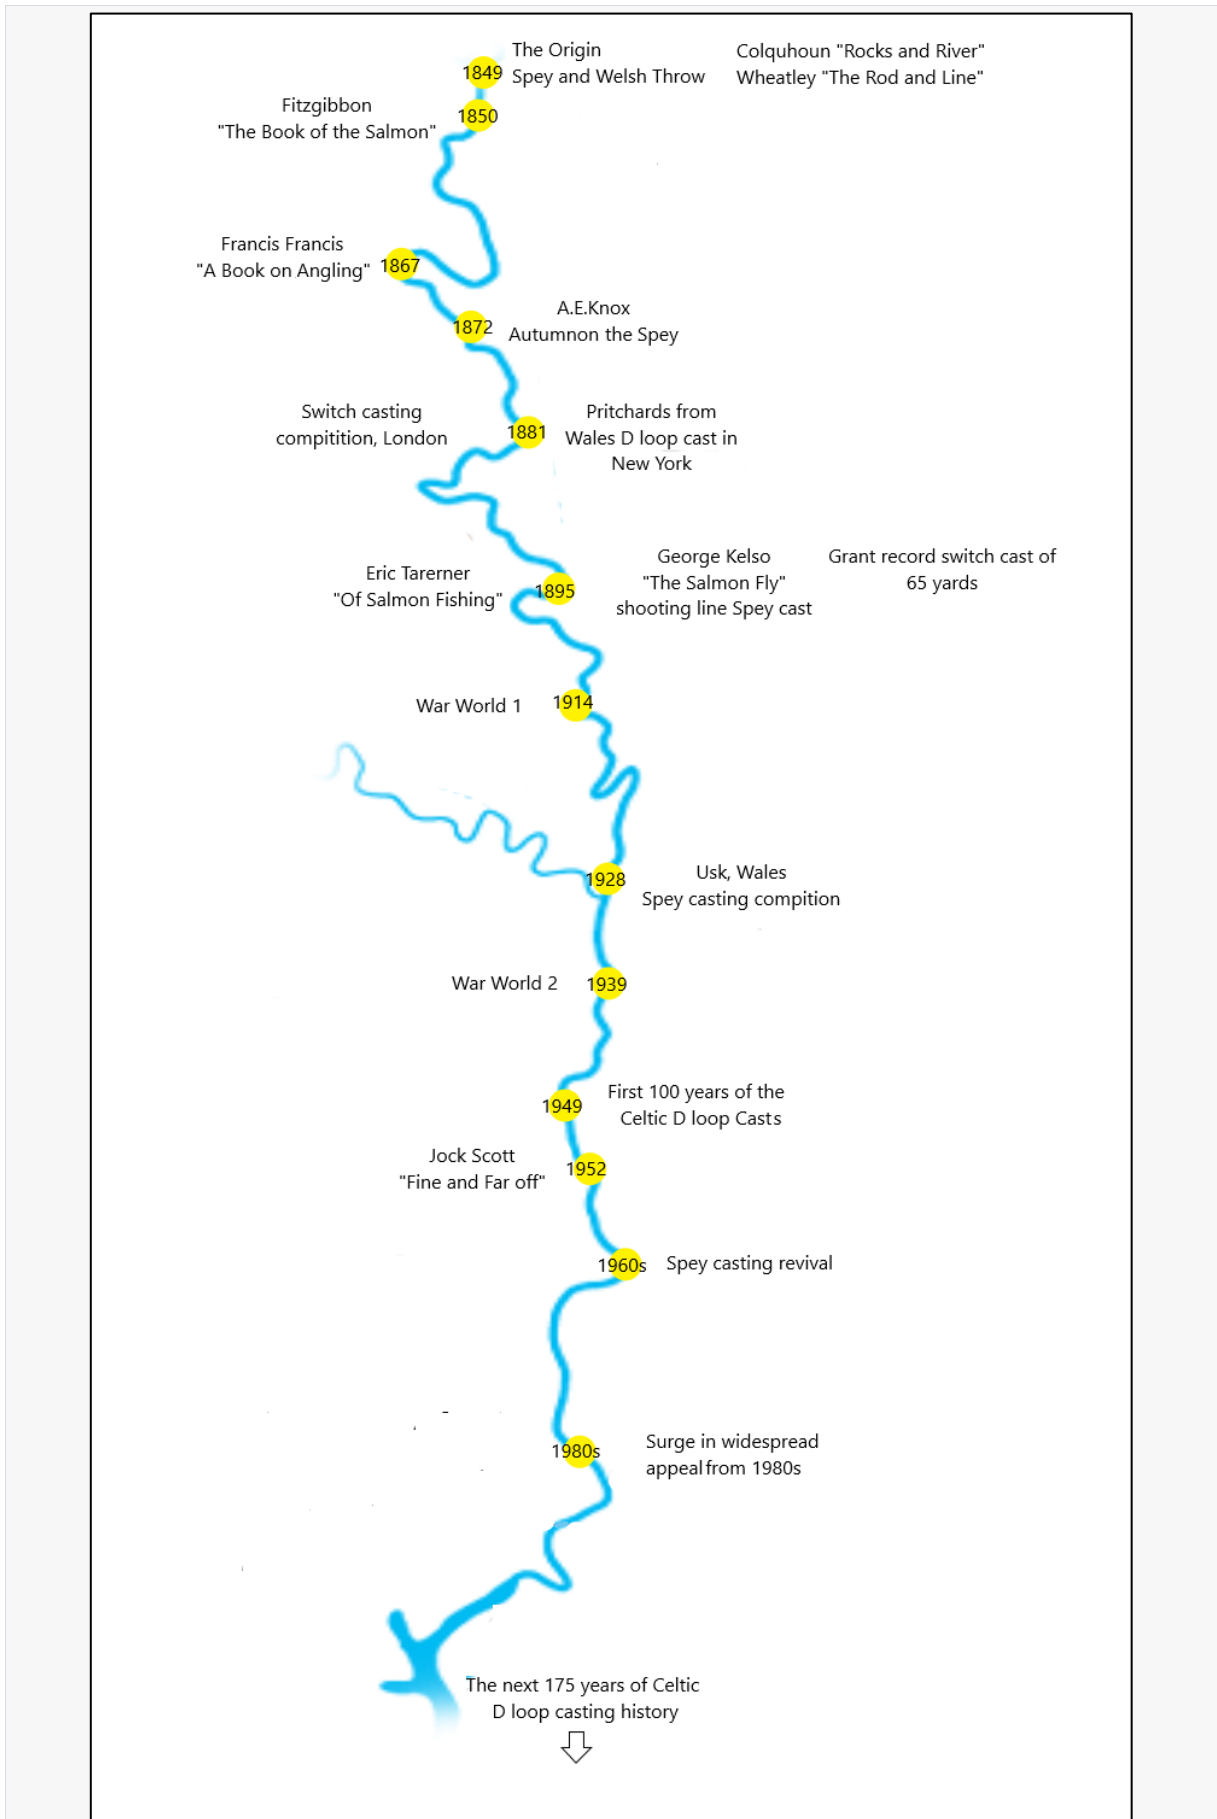 The Origin
Spey and Welsh Throw
Colquhoun "Rocks and River"
Wheatley "The Rod and Line"
1849
Fitzgibbon
"The Book of the Salmon"
1850
Francis Francis
"A Book on Angling"
1867
A.E.Knox
Autumnon the Spey
1872
Switch casting
compitition, London
1881
Pritchards from
Wales D loop cast in
New York
Eric Tarerner
"Of Salmon Fishing"
1895
George Kelso
"The Salmon Fly"
shooting line Spey cast
Grant record switch cast of
65 yards
War World 1
1914
1928
Usk, Wales
Spey casting compition
War World 2
1939
1949
First 100 years of the
Celtic D loop Casts
Jock Scott
"Fine and Far off"
1952
1960s
Spey casting revival
1980s
Surge in widespread
appeal from 1980s
The next 175 years of Celtic
D loop casting history